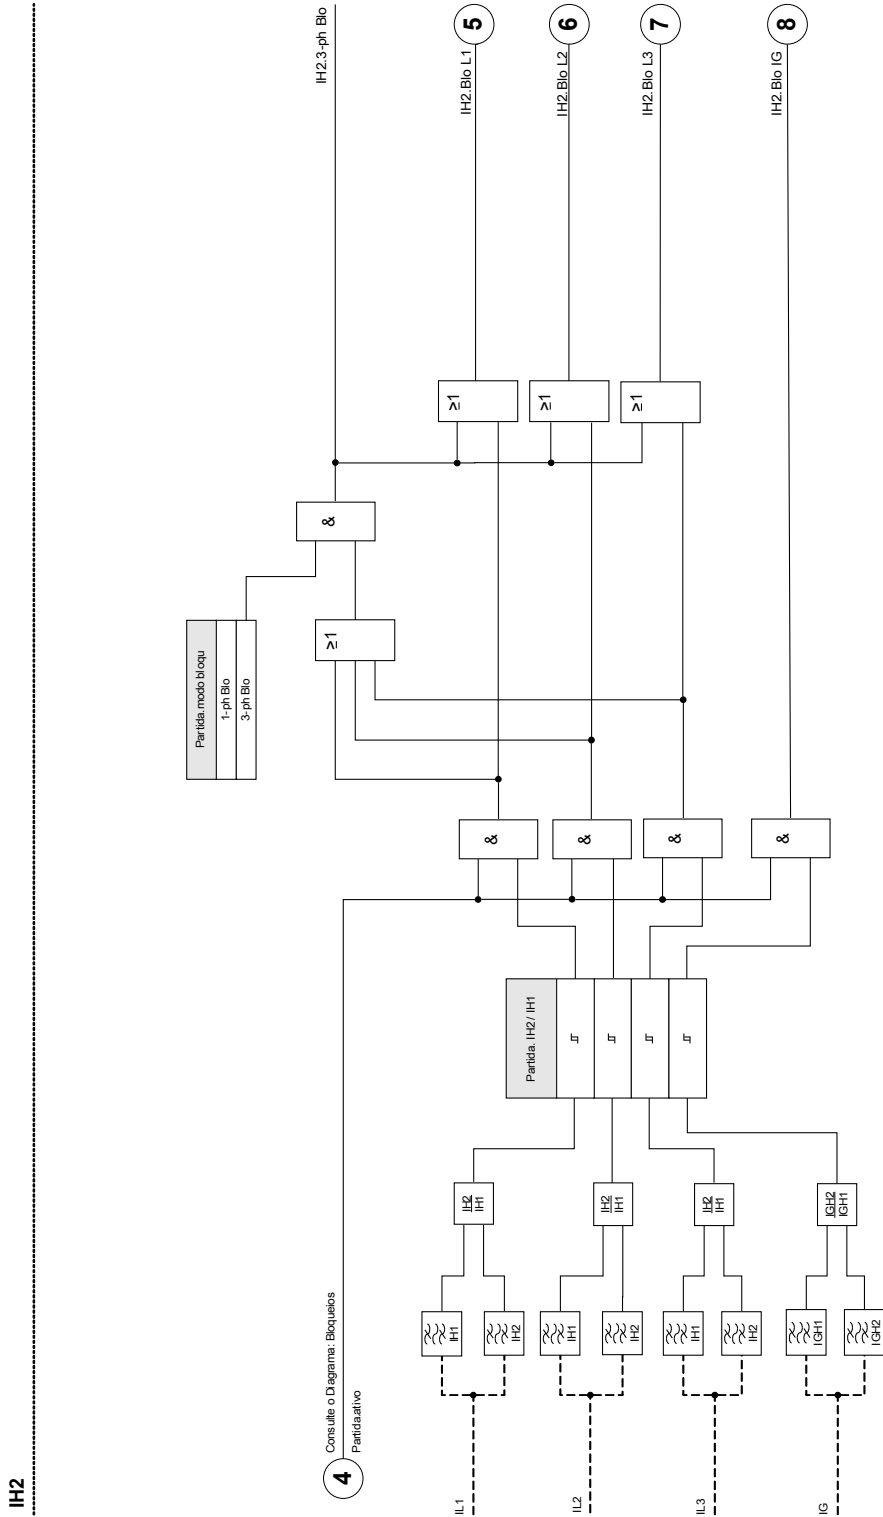 IH2
Partida.modo bloqu
1-ph Blo
3-ph Blo
&
IH2.3-ph Blo
≥1
4
Consulte o Diagrama: Bloqueios
Partida.ativo
IL1
IH1
IH2
IH2
IH1
Partida. IH2 / IH1
&
≥1
IH2.Blo L1
5
IL2
IH1
IH2
IH2
IH1
&
≥1
IH2.Blo L2
6
IL3
IH1
IH2
IH2
IH1
&
≥1
IH2.Blo L3
7
IG
IGH1
IGH2
IGH2
IGH1
&
IH2.Blo IG
8